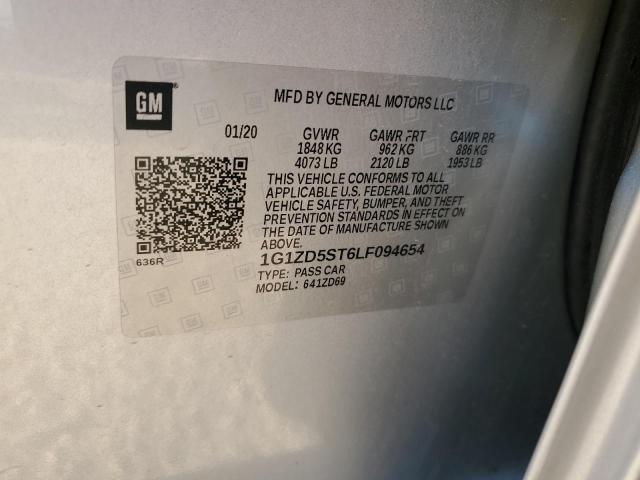 GM
MFD BY GENERAL MOTORS LLC
01/20 GVWR GAWR FRT GAWR RR
1848 KG 962 KG 886 KG
4073 LB 2120 LB 1953 LB
THIS VEHICLE CONFORMS TO ALL
APPLICABLE U.S. FEDERAL MOTOR
VEHICLE SAFETY, BUMPER, AND THEFT
PREVENTION STANDARDS IN EFFECT ON
THE DATE OF MANUFACTURE SHOWN
ABOVE.
1G1ZD5ST6LF094654
TYPE: PASS CAR
MODEL: 641ZD69
636R